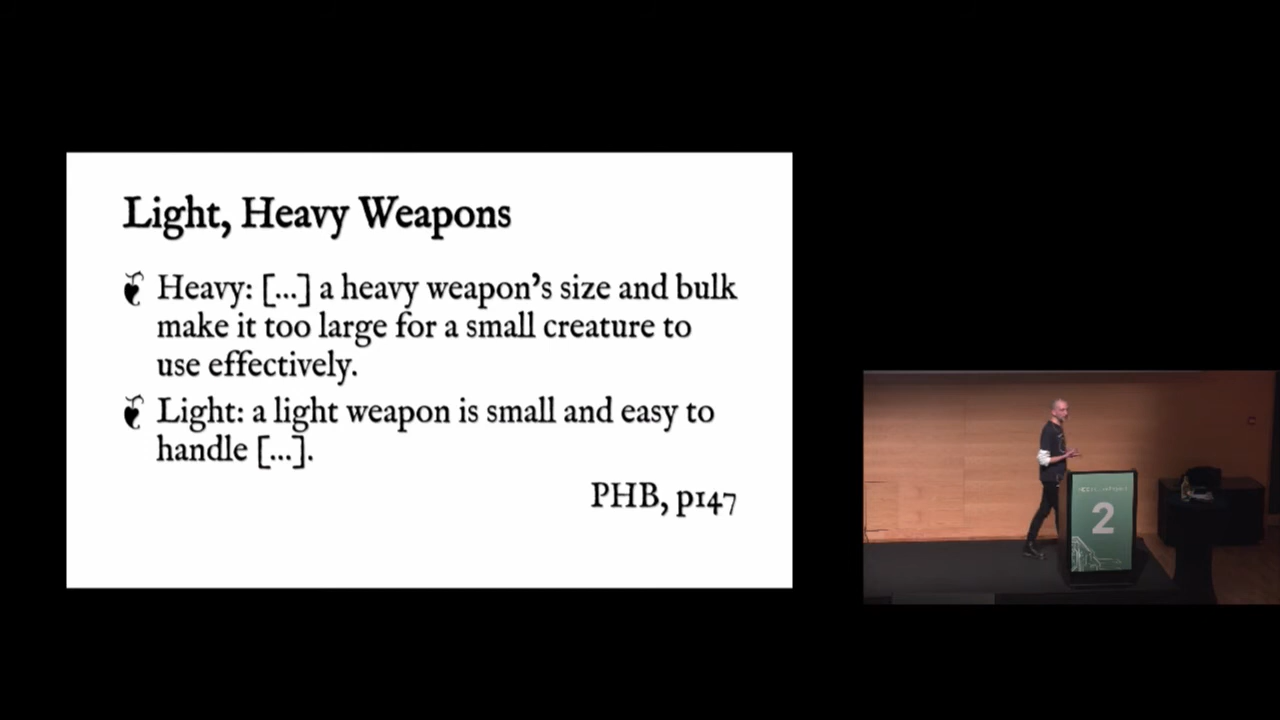 Light, Heavy Weapons
Heavy: [...] a heavy weapon's size and bulk
make it too large for a small creature to
use effectively.
Light: a light weapon is small and easy to
handle [...].
PHB, p147
2